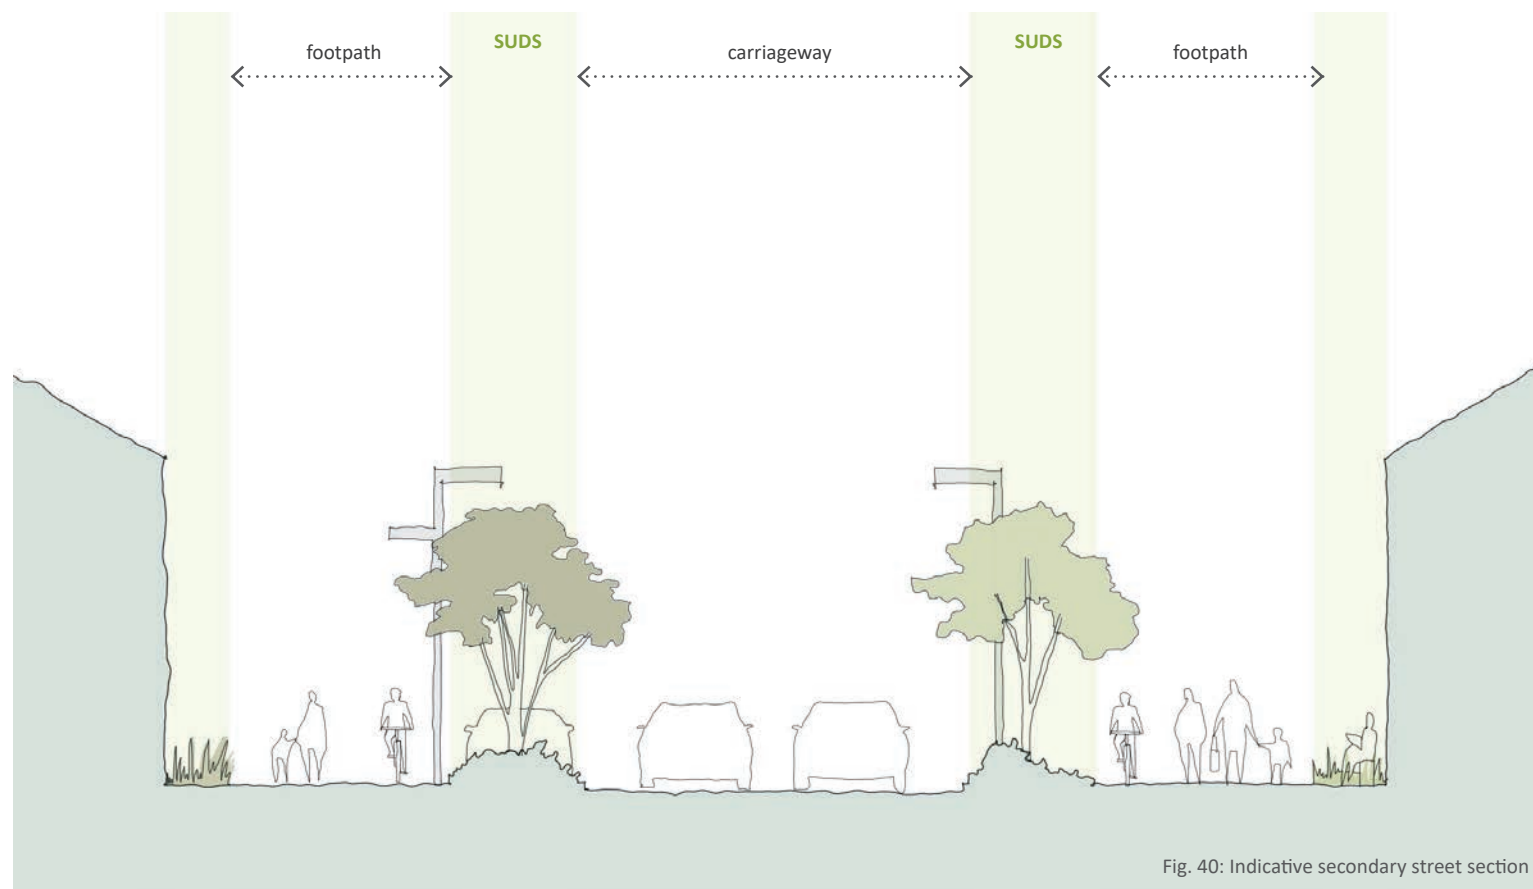 footpath
SUDS
carriageway
SUDS
footpath
Fig. 40: Indicative secondary street section